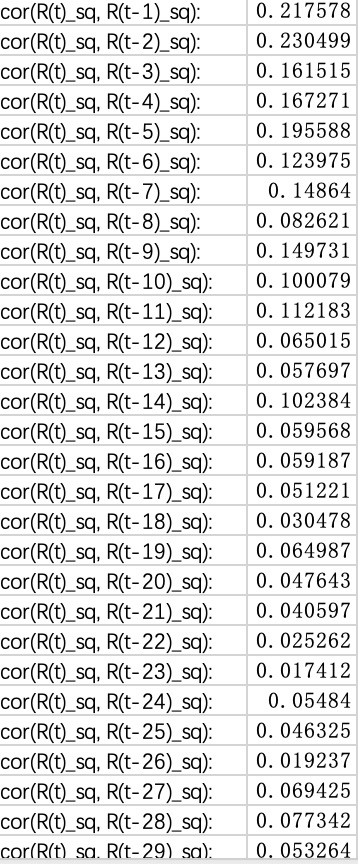 cor(R(t)_sq, R(t-1)_sq): 0.217578
cor(R(t)_sq, R(t-2)_sq): 0.230499
cor(R(t)_sq, R(t-3)_sq): 0.161515
cor(R(t)_sq, R(t-4)_sq): 0.167271
cor(R(t)_sq, R(t-5)_sq): 0.195588
cor(R(t)_sq, R(t-6)_sq): 0.123975
cor(R(t)_sq, R(t-7)_sq): 0.14864
cor(R(t)_sq, R(t-8)_sq): 0.082621
cor(R(t)_sq, R(t-9)_sq): 0.149731
cor(R(t)_sq, R(t-10)_sq): 0.100079
cor(R(t)_sq, R(t-11)_sq): 0.112183
cor(R(t)_sq, R(t-12)_sq): 0.065015
cor(R(t)_sq, R(t-13)_sq): 0.057697
cor(R(t)_sq, R(t-14)_sq): 0.102384
cor(R(t)_sq, R(t-15)_sq): 0.059568
cor(R(t)_sq, R(t-16)_sq): 0.059187
cor(R(t)_sq, R(t-17)_sq): 0.051221
cor(R(t)_sq, R(t-18)_sq): 0.030478
cor(R(t)_sq, R(t-19)_sq): 0.064987
cor(R(t)_sq, R(t-20)_sq): 0.047643
cor(R(t)_sq, R(t-21)_sq): 0.040597
cor(R(t)_sq, R(t-22)_sq): 0.025262
cor(R(t)_sq, R(t-23)_sq): 0.017412
cor(R(t)_sq, R(t-24)_sq): 0.05484
cor(R(t)_sq, R(t-25)_sq): 0.046325
cor(R(t)_sq, R(t-26)_sq): 0.019237
cor(R(t)_sq, R(t-27)_sq): 0.069425
cor(R(t)_sq, R(t-28)_sq): 0.077342
cor(R(t)_sq, R(t-29)_sq): 0.053264